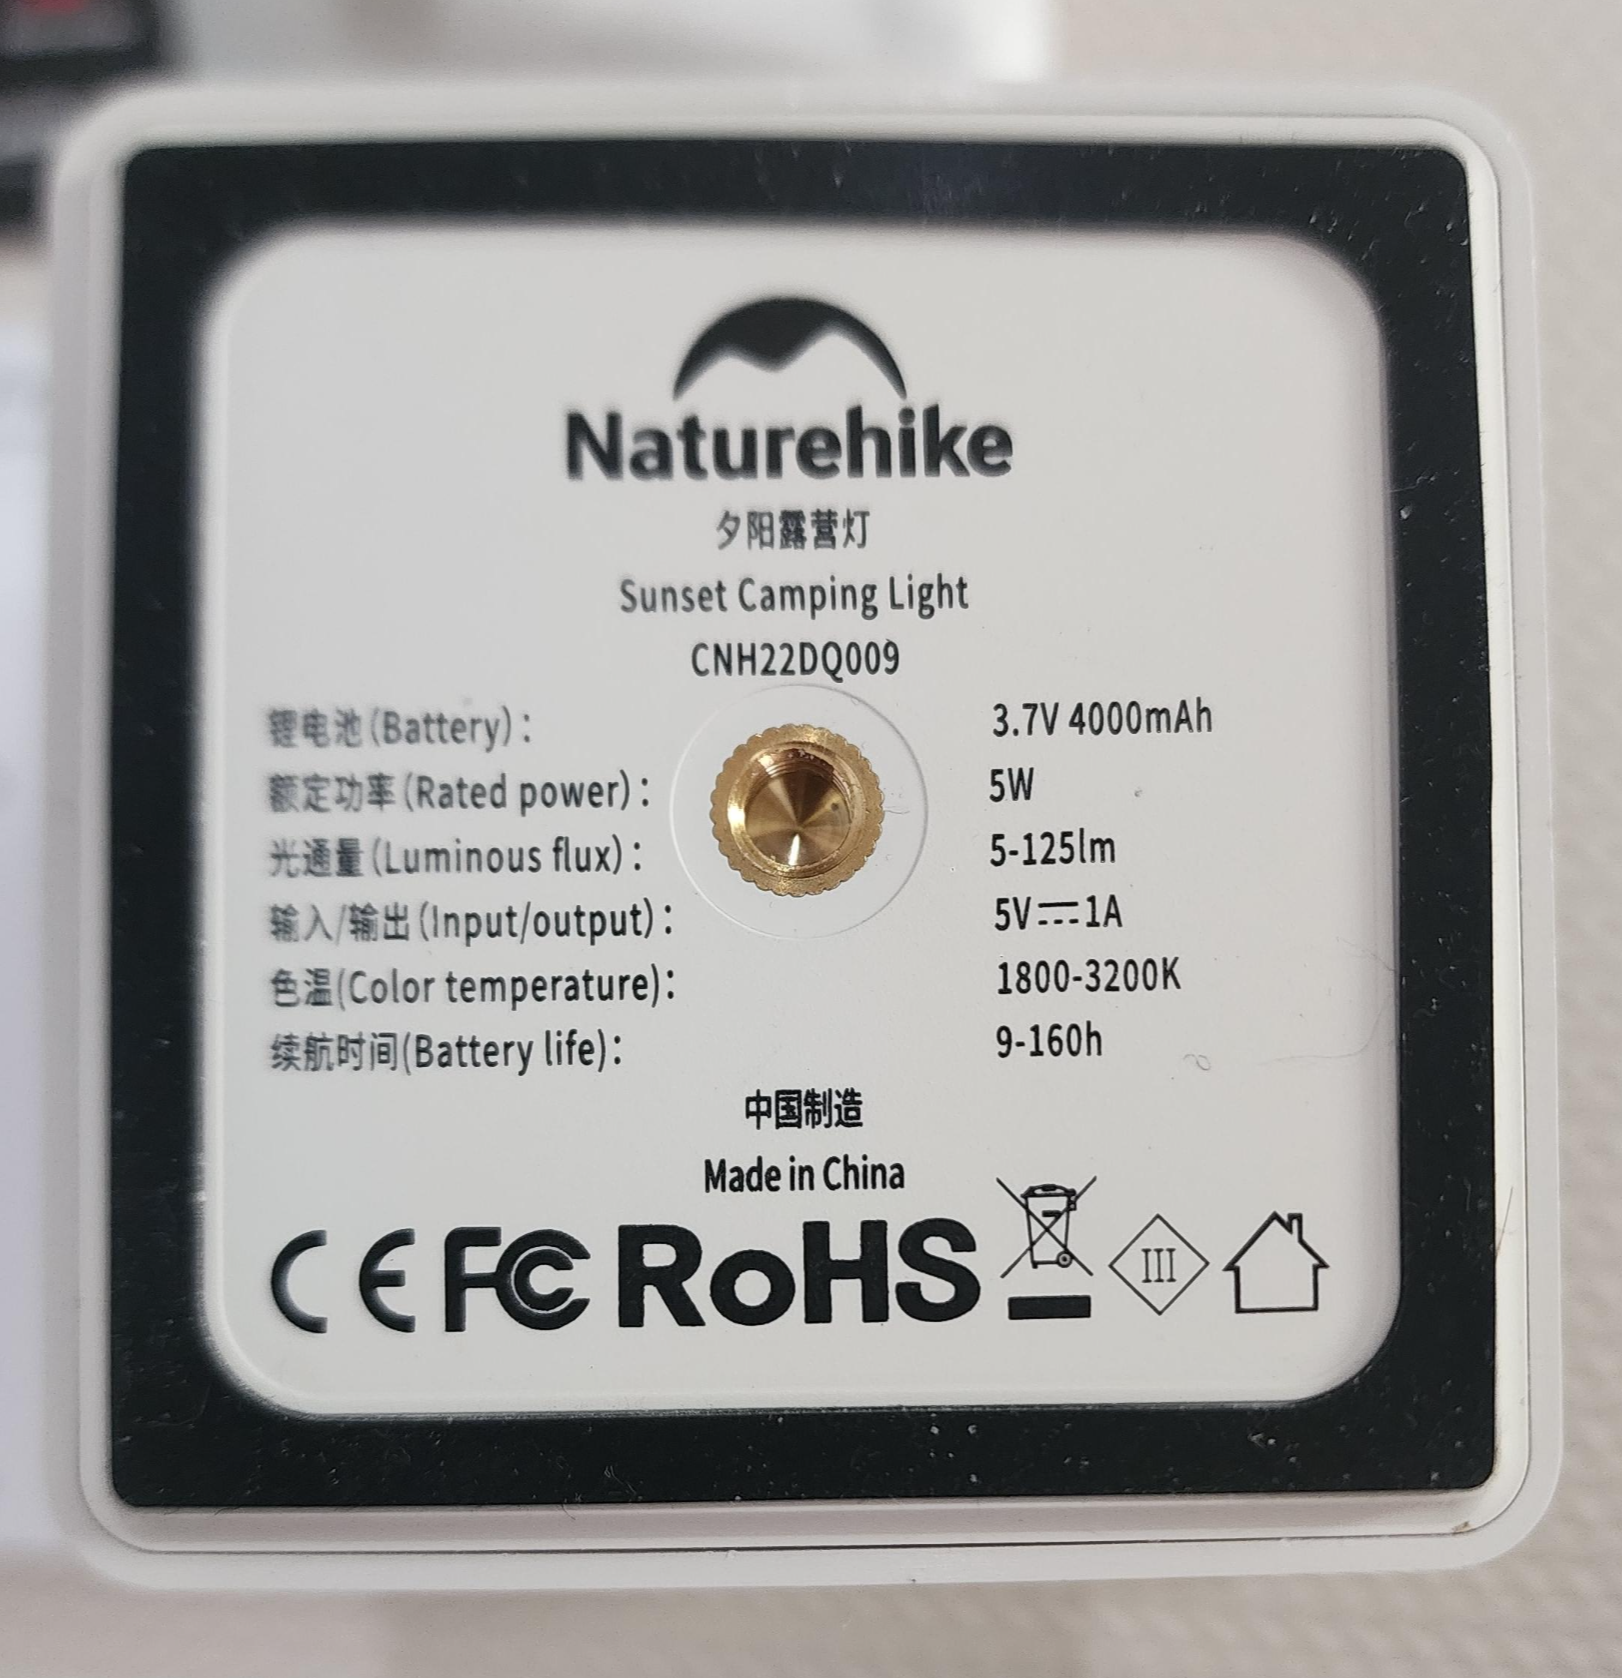 Naturehike
夕阳露营灯
Sunset Camping Light
CNH22DQ009
锂电池(Battery)： 3.7V 4000mAh
额定功率(Rated power)： 5W
光通量(Luminous flux)： 5-125lm
输入/输出(Input/output)： 5V⎓1A
色温(Color temperature)： 1800-3200K
续航时间(Battery life)： 9-160h
中国制造
Made in China
CE FC RoHS III